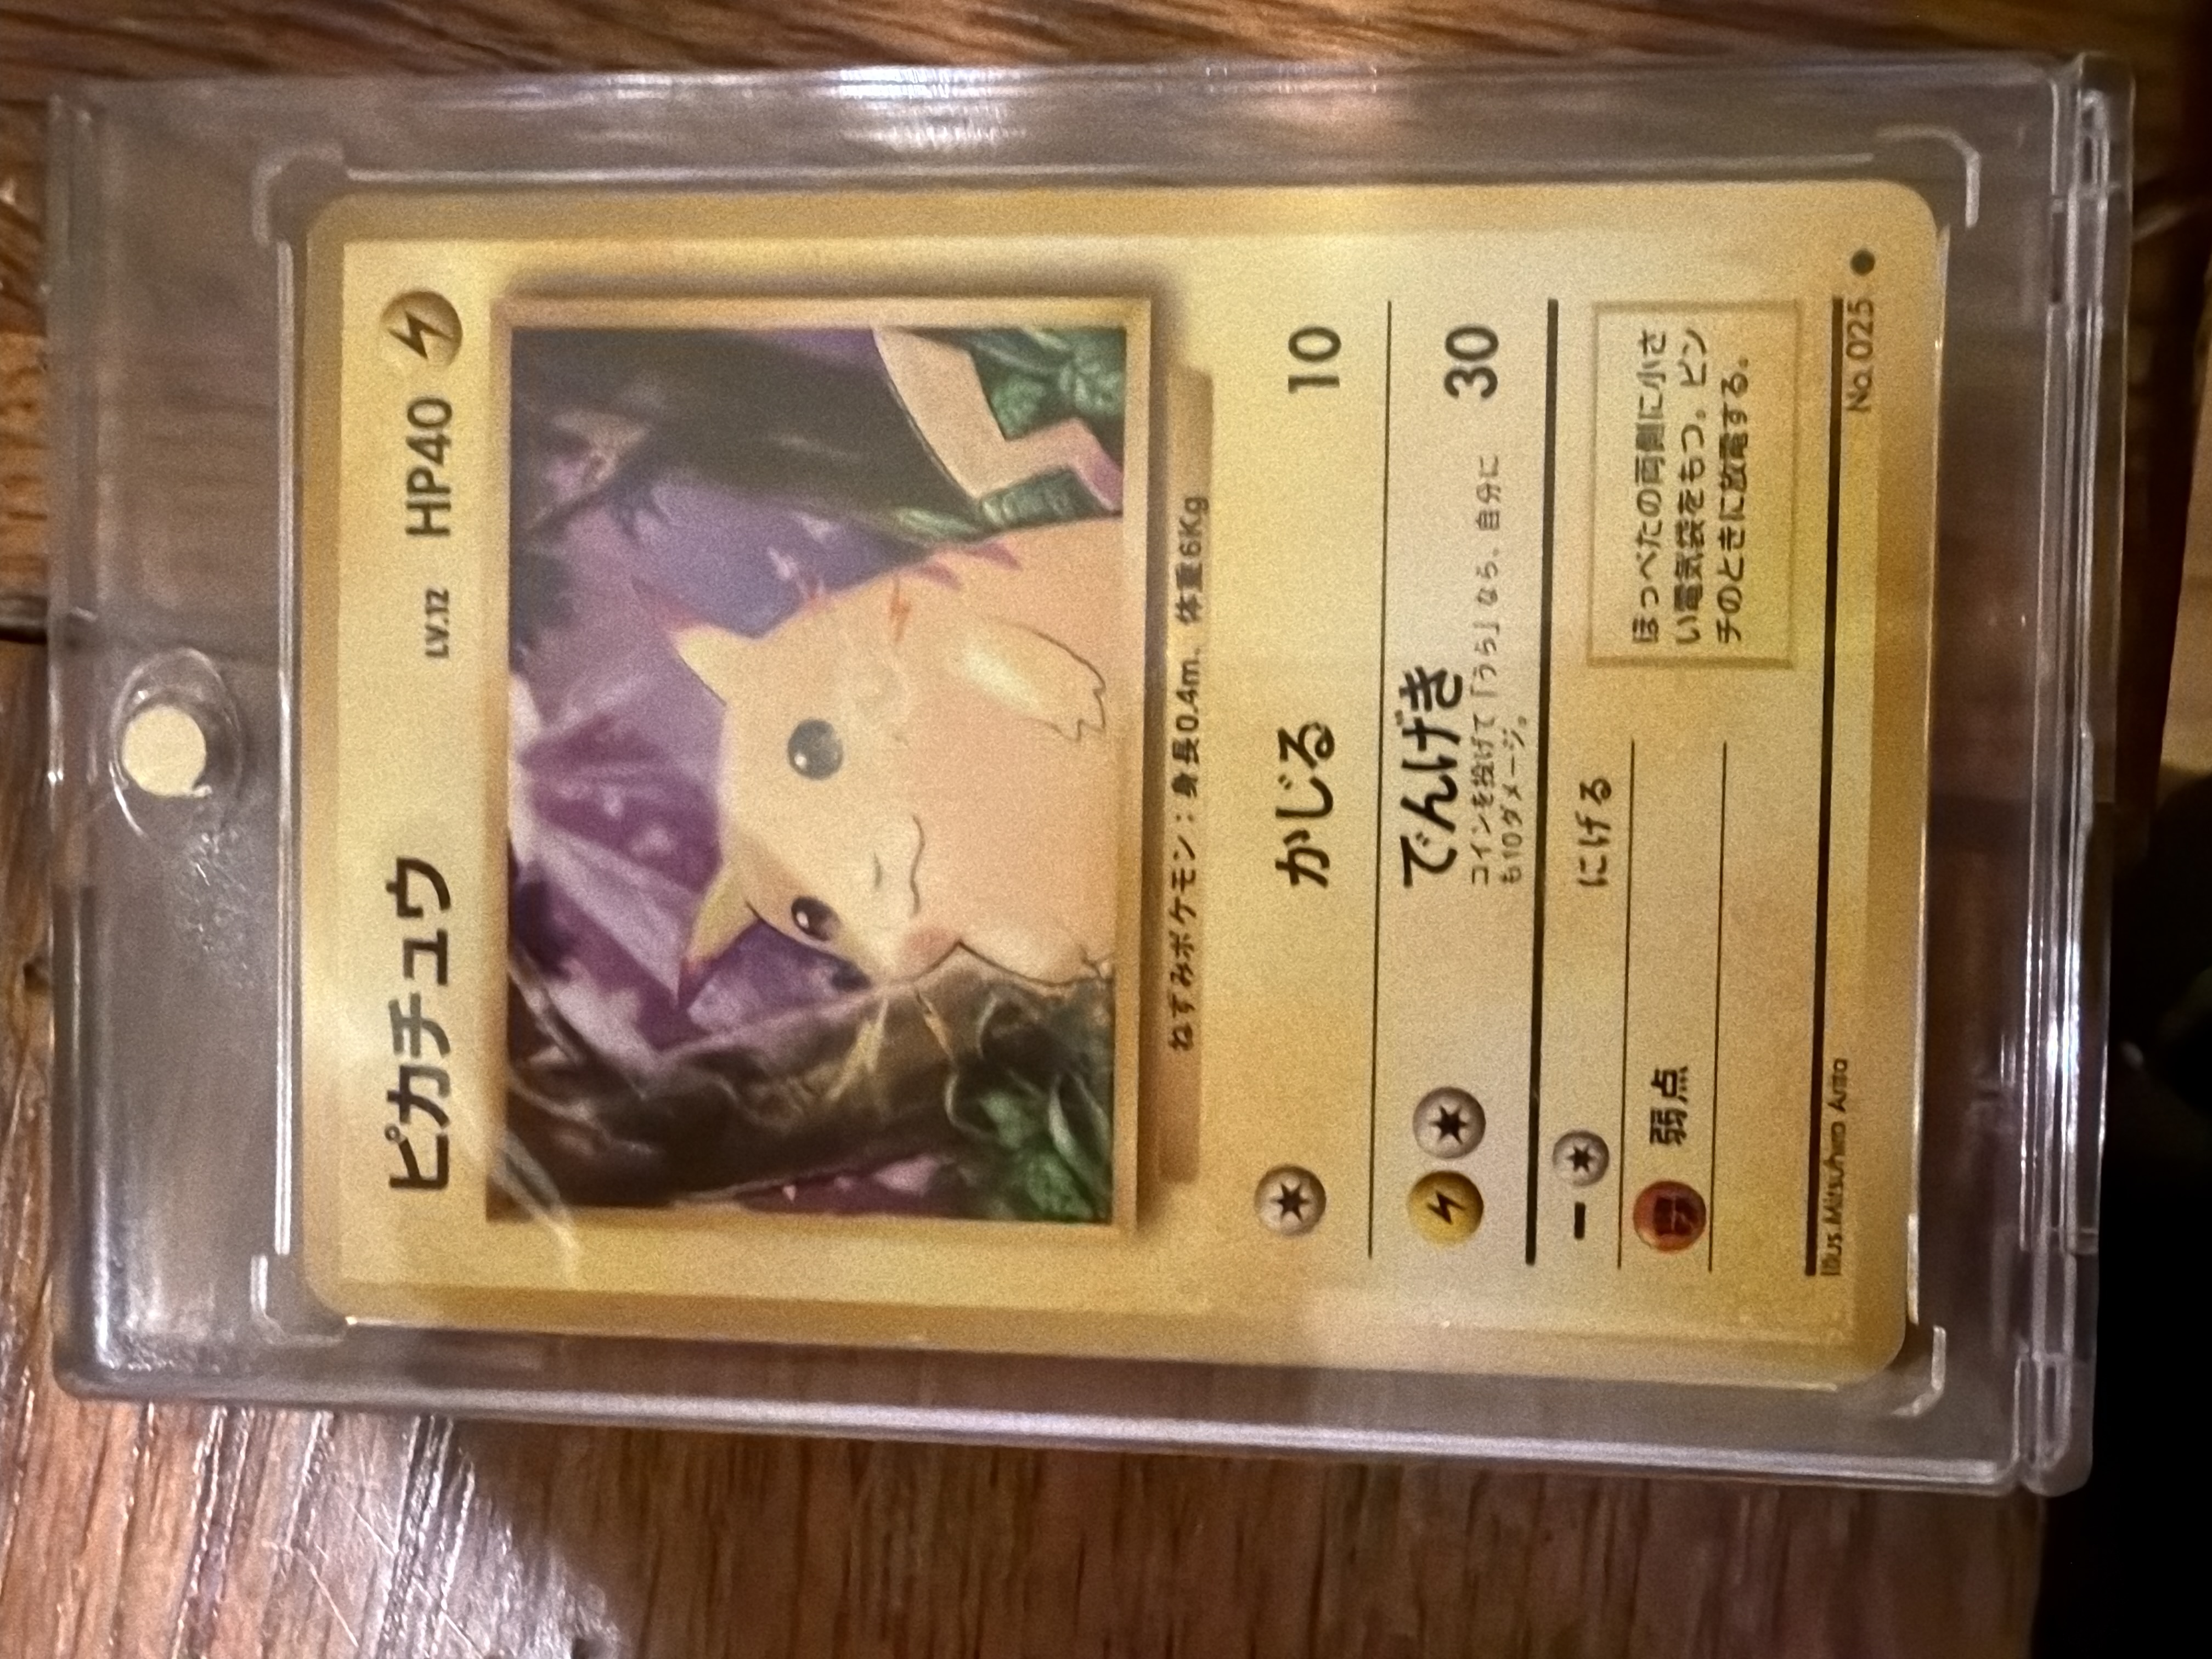 ピカチュウ LV.12 HP40
ねずみポケモン：身長0.4m、体重6Kg
かじる 10
でんげき 30
コインを投げて「うら」なら、自分に
も10ダメージ。
にげる
弱点
ほっぺたの両側に小さ
い電気袋をもつ。ピン
チのときに放電する。
Illus.Mitsuhiro Arita No.025